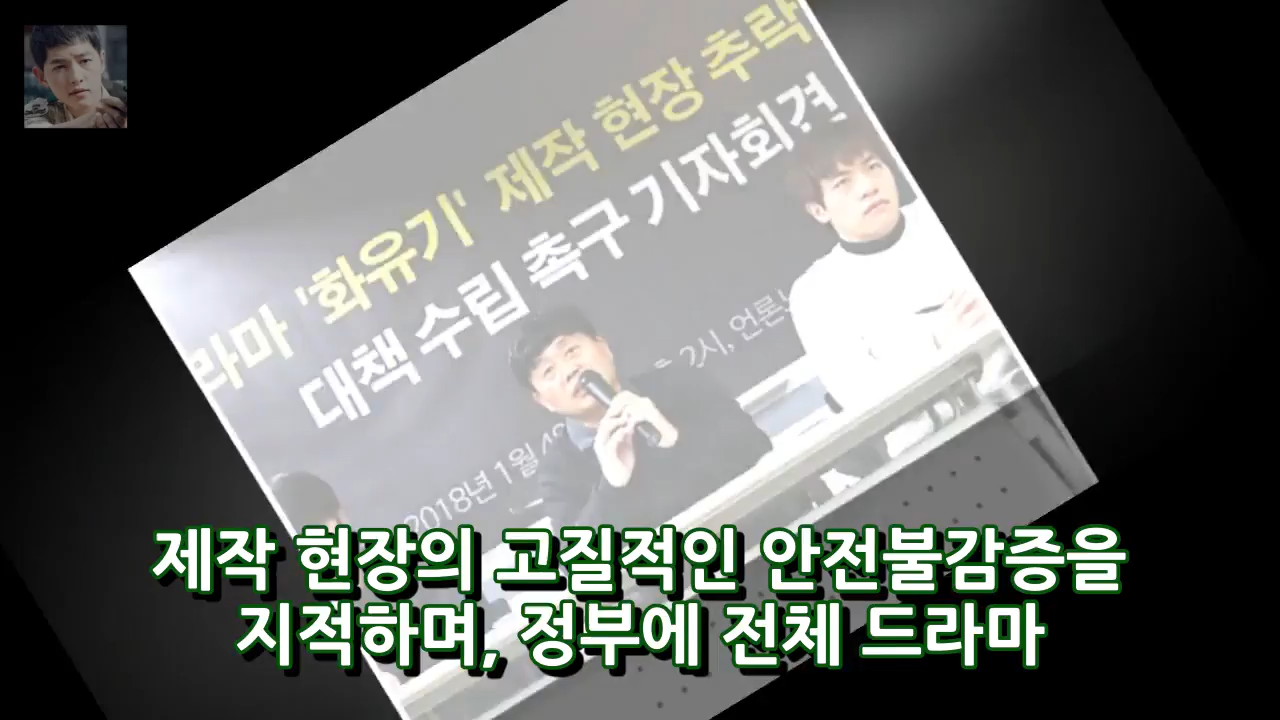 라마 '화유기' 제작 현장 추락
대책 수립 촉구 기자회견
2018년 1월 4일
2시, 언론노
제작 현장의 고질적인 안전불감증을
지적하며, 정부에 전체 드라마